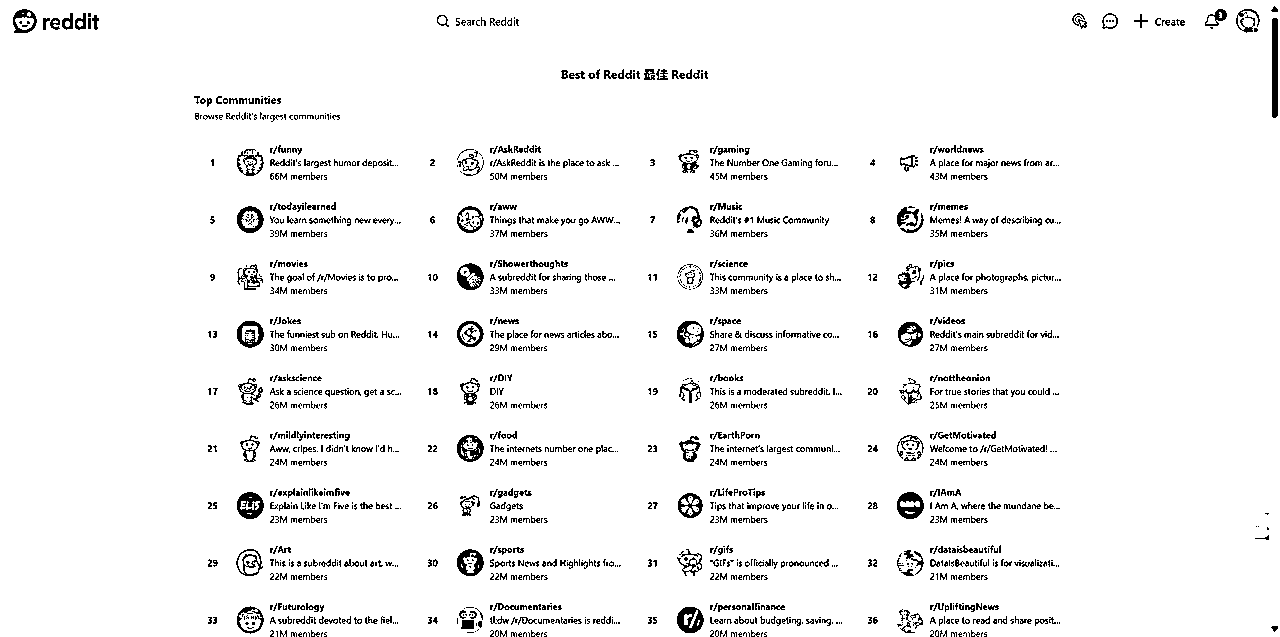 reddit
Search Reddit
Create
3
Best of Reddit 最佳 Reddit
Top Communities
Browse Reddit's largest communities
1
r/funny
Reddit's largest humor deposit...
66M members
2
r/AskReddit
r/AskReddit is the place to ask ...
50M members
3
r/gaming
The Number One Gaming foru...
45M members
4
r/worldnews
A place for major news from ar...
43M members
5
r/todayilearned
You learn something new every...
39M members
6
r/aww
Things that make you go AWW...
37M members
7
r/Music
Reddit's #1 Music Community
36M members
8
r/memes
Memes! A way of describing cu...
35M members
9
r/movies
The goal of /r/Movies is to pro...
34M members
10
r/Showerthoughts
A subreddit for sharing those ...
33M members
11
r/science
This community is a place to sh...
33M members
12
r/pics
A place for photographs, pictur...
31M members
13
r/Jokes
The funniest sub on Reddit. Hu...
30M members
14
r/news
The place for news articles abo...
29M members
15
r/space
Share & discuss informative co...
27M members
16
r/videos
Reddit's main subreddit for vid...
27M members
17
r/askscience
Ask a science question, get a sc...
26M members
18
r/DIY
DIY
26M members
19
r/books
This is a moderated subreddit. I...
26M members
20
r/nottheonion
For true stories that you could ...
25M members
21
r/mildlyinteresting
Aww, cripes. I didn't know I'd h...
24M members
22
r/food
The internets number one plac...
24M members
23
r/EarthPorn
The internet's largest communi...
24M members
24
r/GetMotivated
Welcome to /r/GetMotivated! ...
24M members
25
r/explainlikeimfive
Explain Like I'm Five is the best ...
23M members
26
r/gadgets
Gadgets
23M members
27
r/LifeProTips
Tips that improve your life in o...
23M members
28
r/IAmA
I Am A, where the mundane be...
23M members
29
r/Art
This is a subreddit about art, w...
22M members
30
r/sports
Sports News and Highlights fro...
22M members
31
r/gifs
"GIFs" is officially pronounced ...
22M members
32
r/dataisbeautiful
DataIsBeautiful is for visualizati...
21M members
33
r/Futurology
A subreddit devoted to the fiel...
21M members
34
r/Documentaries
tl;dw /r/Documentaries is reddi...
20M members
35
r/personalfinance
Learn about budgeting, saving, ...
20M members
36
r/UpliftingNews
A place to read and share posit...
20M members